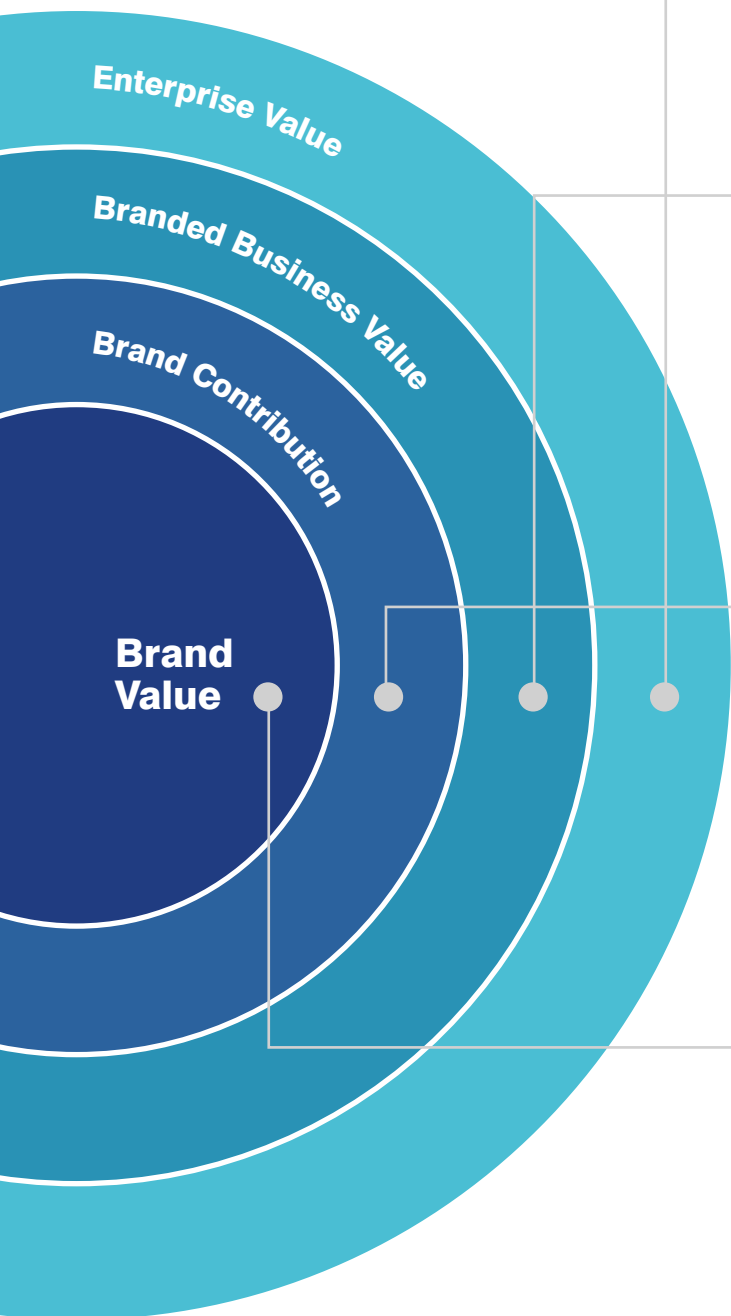 Enterprise Value
Branded Business Value
Brand Contribution
Brand
Value